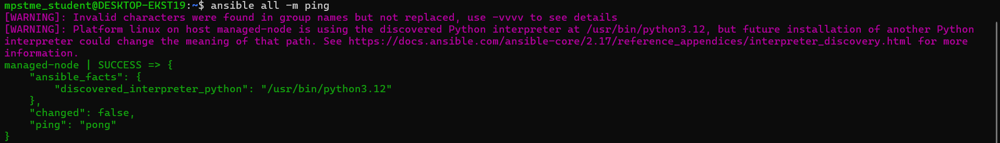 mpstme_student@DESKTOP-EKST19:~$ ansible all -m ping
[WARNING]: Invalid characters were found in group names but not replaced, use -vvvv to see details
[WARNING]: Platform linux on host managed-node is using the discovered Python interpreter at /usr/bin/python3.12, but future installation of another Python
interpreter could change the meaning of that path. See https://docs.ansible.com/ansible-core/2.17/reference_appendices/interpreter_discovery.html for more
information.
managed-node | SUCCESS => {
    "ansible_facts": {
        "discovered_interpreter_python": "/usr/bin/python3.12"
    },
    "changed": false,
    "ping": "pong"
}